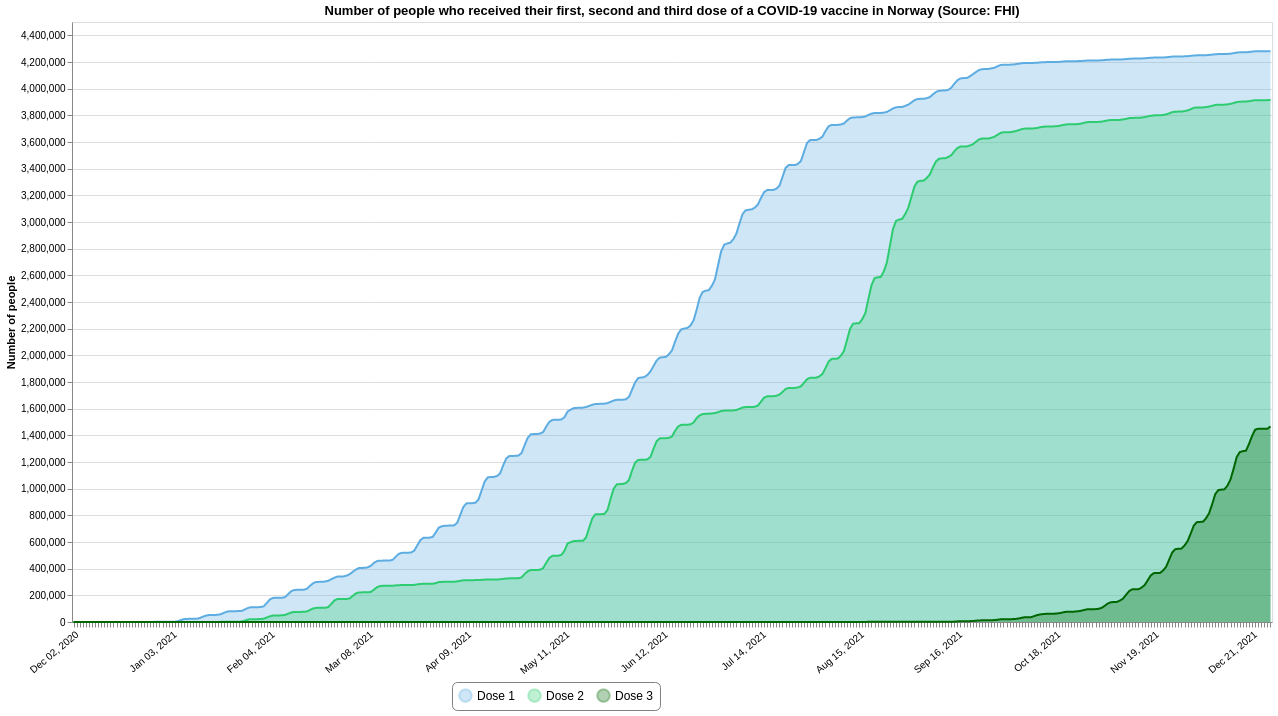 Number of people who received their first, second and third dose of a COVID-19 vaccine in Norway (Source: FHI)
Number of people
4,400,000
4,200,000
4,000,000
3,800,000
3,600,000
3,400,000
3,200,000
3,000,000
2,800,000
2,600,000
2,400,000
2,200,000
2,000,000
1,800,000
1,600,000
1,400,000
1,200,000
1,000,000
800,000
600,000
400,000
200,000
0
Dec 02, 2020
Jan 03, 2021
Feb 04, 2021
Mar 08, 2021
Apr 09, 2021
May 11, 2021
Jun 12, 2021
Jul 14, 2021
Aug 15, 2021
Sep 16, 2021
Oct 18, 2021
Nov 19, 2021
Dec 21, 2021
Dose 1
Dose 2
Dose 3